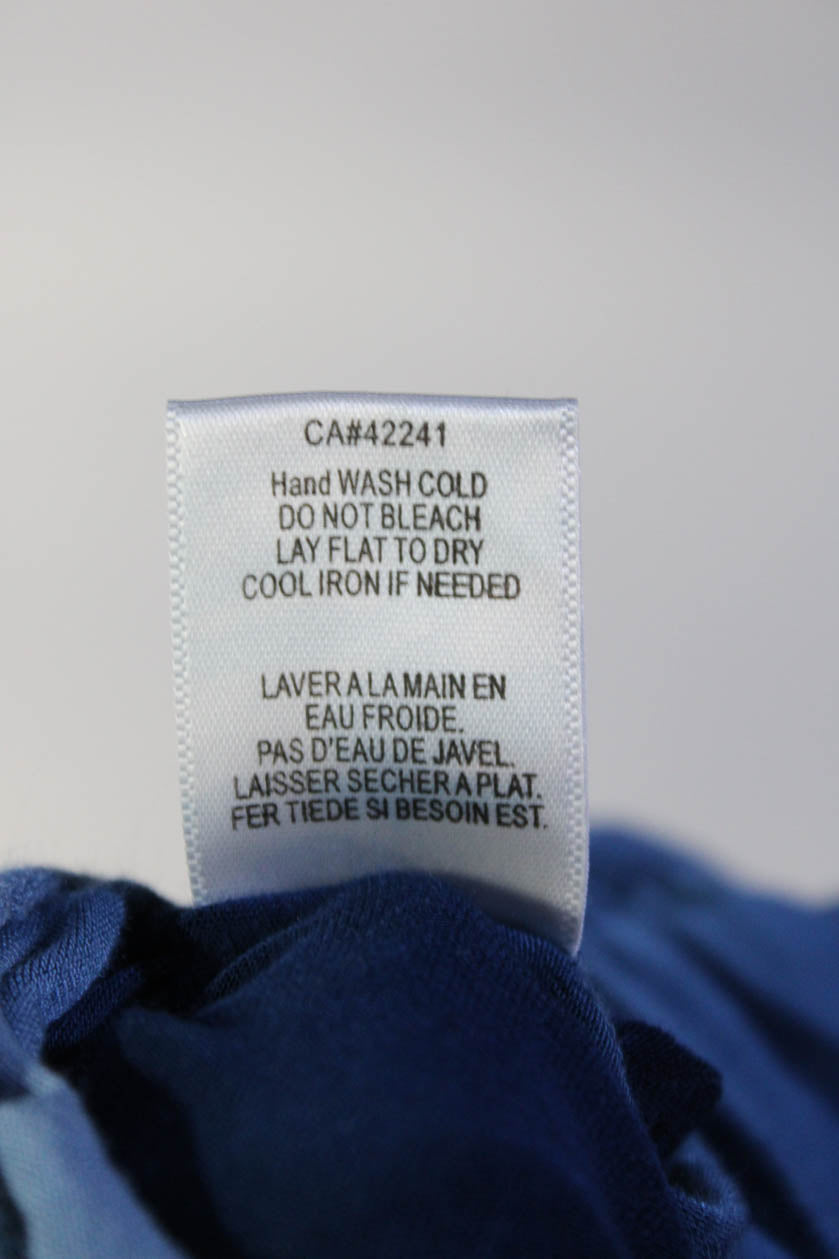 CA#42241
Hand WASH COLD
DO NOT BLEACH
LAY FLAT TO DRY
COOL IRON IF NEEDED
LAVER A LA MAIN EN
EAU FROIDE.
PAS D'EAU DE JAVEL.
LAISSER SECHER A PLAT.
FER TIEDE SI BESOIN EST.